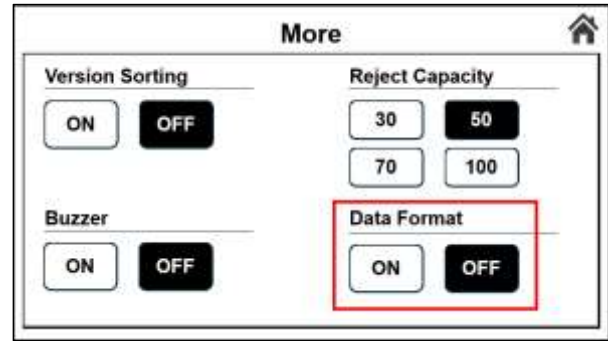 More
Version Sorting
ON OFF
Reject Capacity
30 50
70 100
Buzzer
ON OFF
Data Format
ON OFF